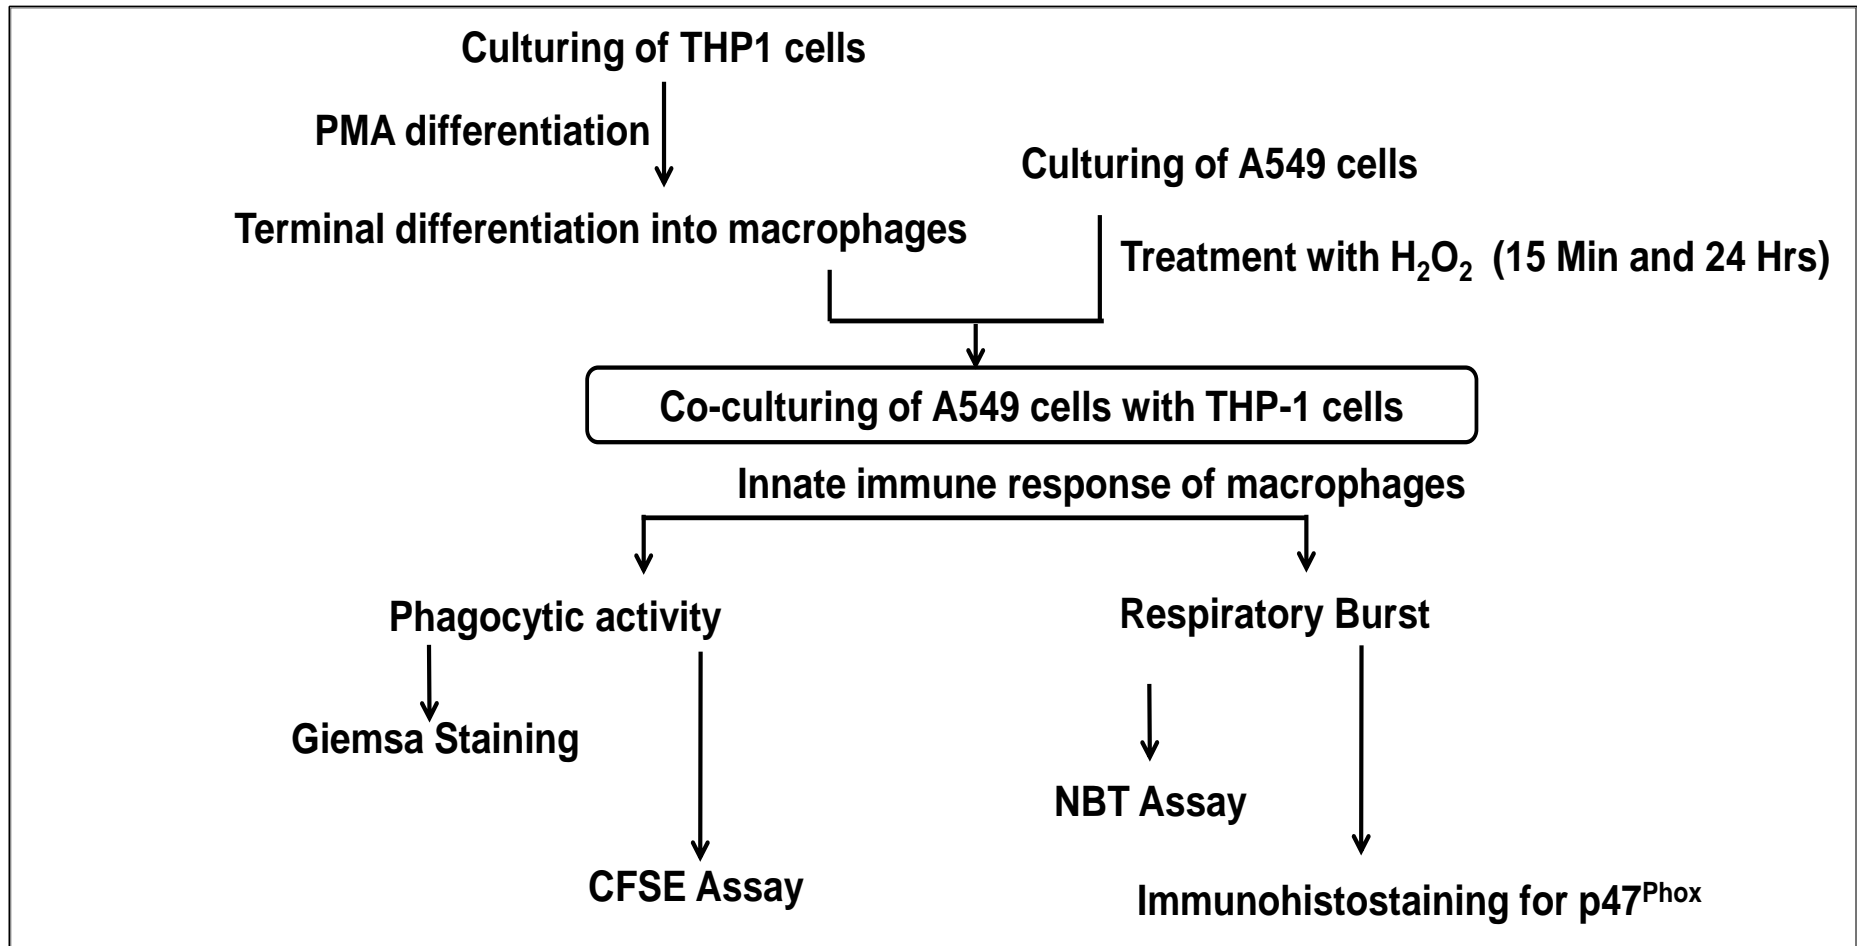 Culturing of THP1 cells
PMA differentiation
Culturing of A549 cells
Terminal differentiation into macrophages
Treatment with H₂O₂ (15 Min and 24 Hrs)
Co-culturing of A549 cells with THP-1 cells
Innate immune response of macrophages
Phagocytic activity
Respiratory Burst
Giemsa Staining
NBT Assay
CFSE Assay
Immunohistostaining for p47ᴾʰᵒˣ